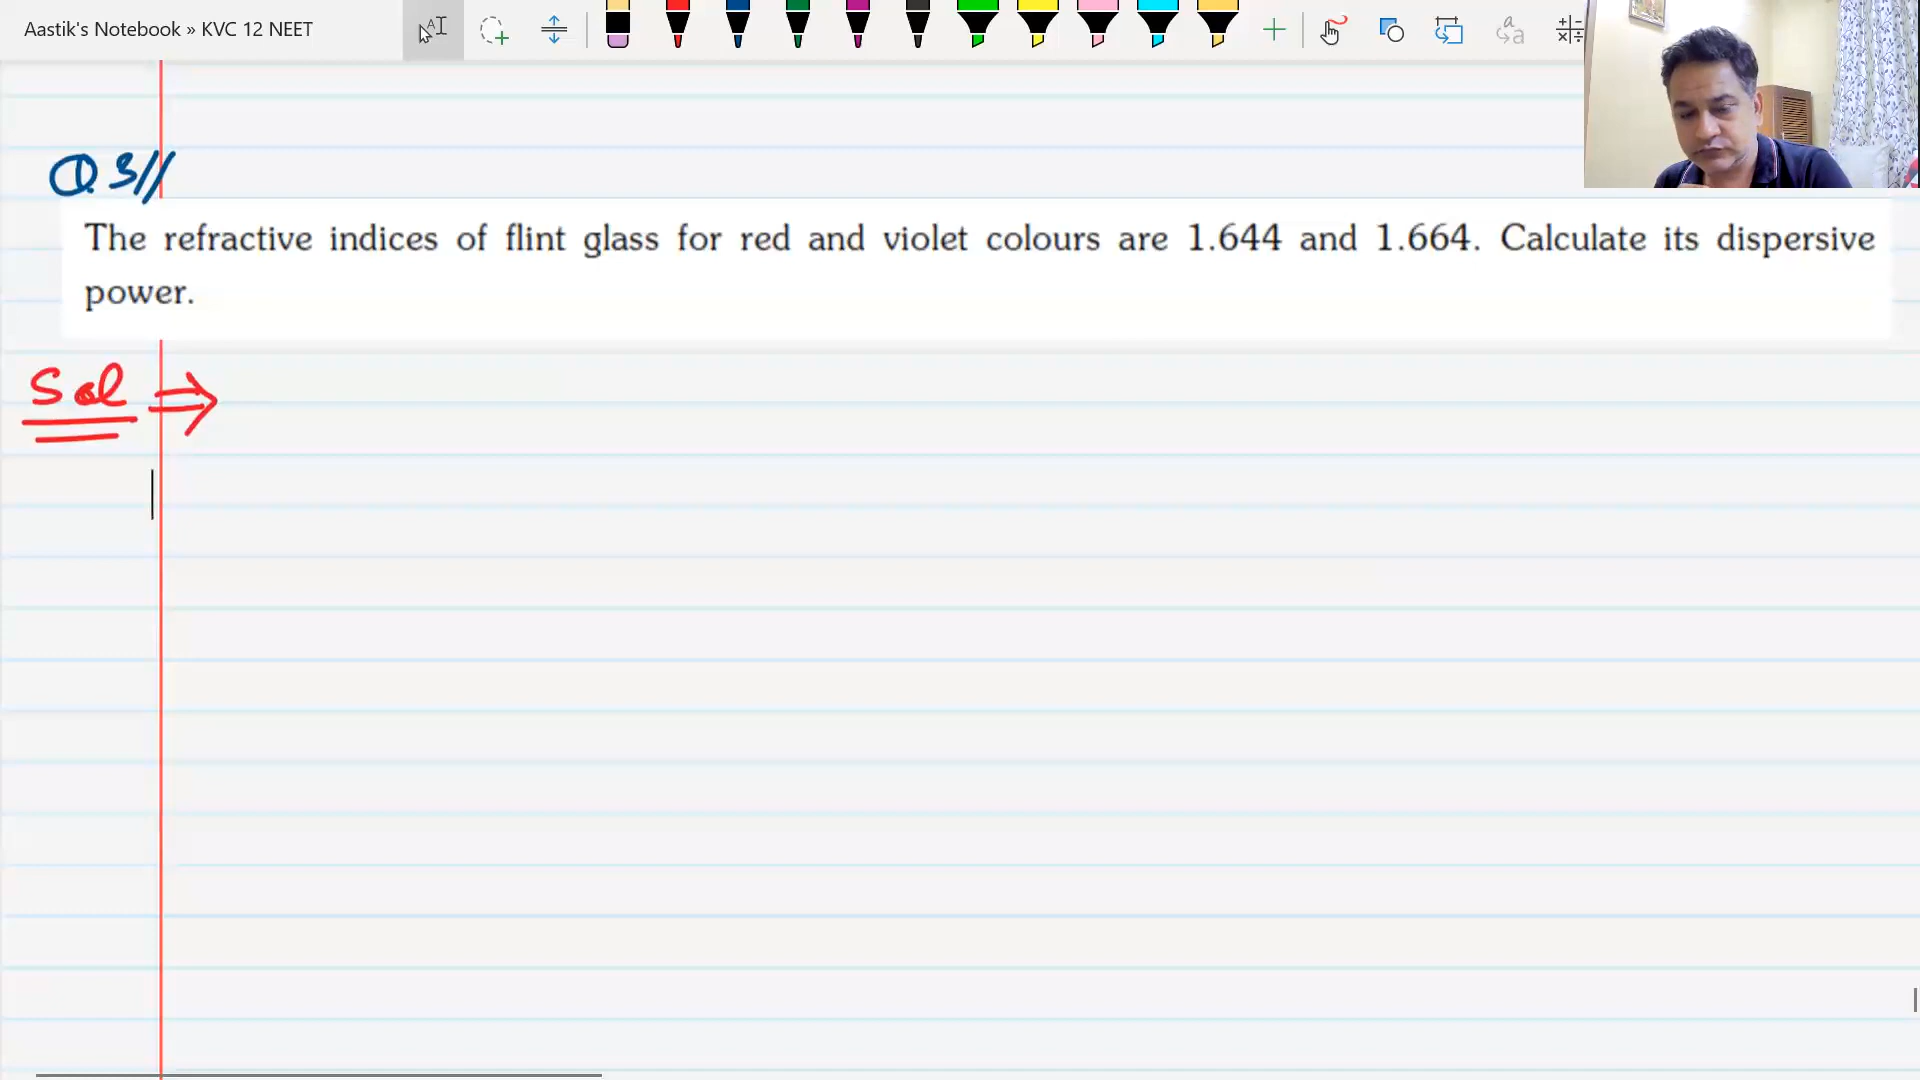 Aastik's Notebook » KVC 12 NEET
Q.3//
The refractive indices of flint glass for red and violet colours are 1.644 and 1.664. Calculate its dispersive
power.
Sol ⇒